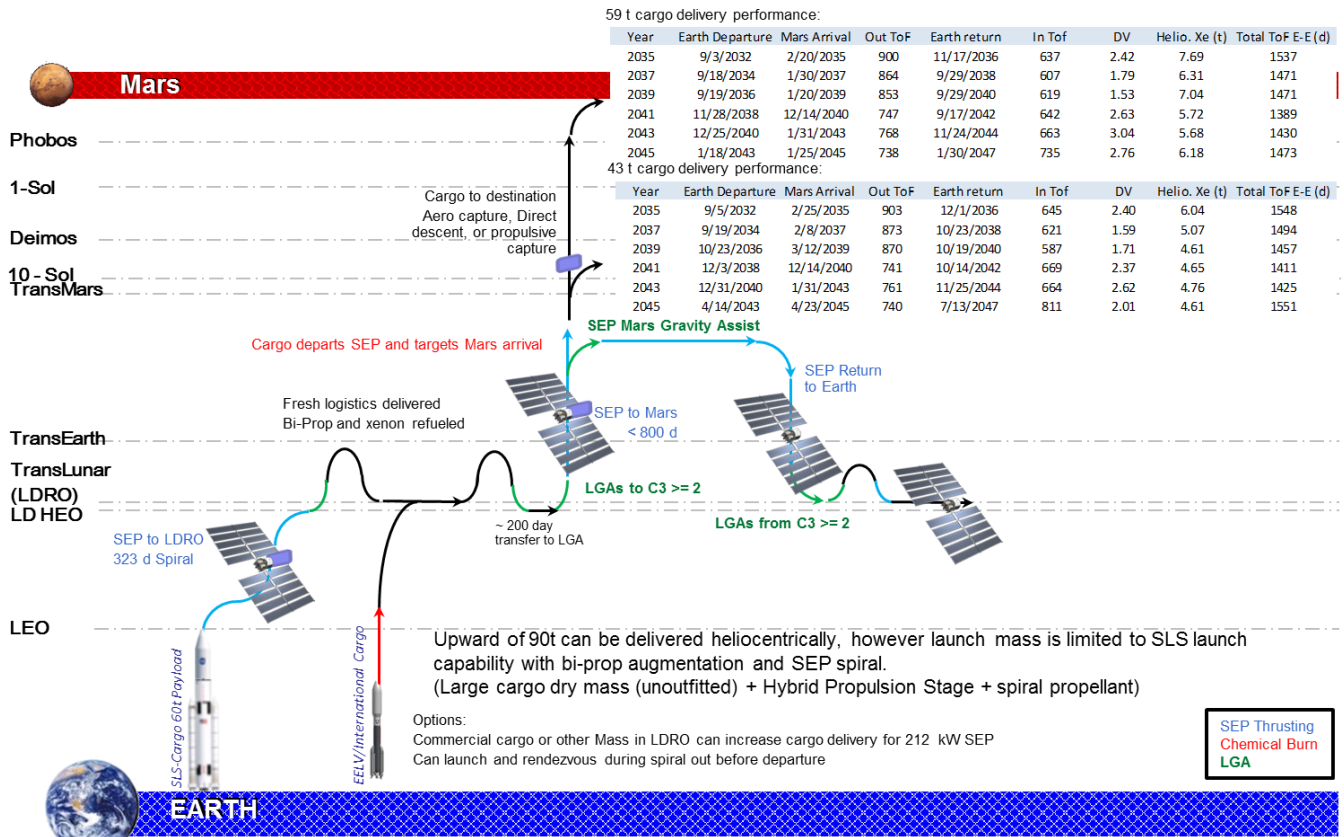 59 t cargo delivery performance:
Year Earth Departure Mars Arrival Out ToF Earth return In Tof DV Helio. Xe (t) Total ToF E-E (d)
2035 9/3/2032 2/20/2035 900 11/17/2036 637 2.42 7.69 1537
2037 9/18/2034 1/30/2037 864 9/29/2038 607 1.79 6.31 1471
2039 9/19/2036 1/20/2039 853 9/29/2040 619 1.53 7.04 1471
2041 11/28/2038 12/14/2040 747 9/17/2042 642 2.63 5.72 1389
2043 12/25/2040 1/31/2043 768 11/24/2044 663 3.04 5.68 1430
2045 1/18/2043 1/25/2045 738 1/30/2047 735 2.76 6.18 1473
43 t cargo delivery performance:
Year Earth Departure Mars Arrival Out ToF Earth return In Tof DV Helio. Xe (t) Total ToF E-E (d)
2035 9/5/2032 2/25/2035 903 12/1/2036 645 2.40 6.04 1548
2037 9/19/2034 2/8/2037 873 10/23/2038 621 1.59 5.07 1494
2039 10/23/2036 3/12/2039 870 10/19/2040 587 1.71 4.61 1457
2041 12/3/2038 12/14/2040 741 10/14/2042 669 2.37 4.65 1411
2043 12/31/2040 1/31/2043 761 11/25/2044 664 2.62 4.76 1425
2045 4/14/2043 4/23/2045 740 7/13/2047 811 2.01 4.61 1551
Mars
Phobos
1-Sol
Deimos
10 - Sol
TransMars
TransEarth
TransLunar
(LDRO)
LD HEO
LEO
Cargo to destination
Aero capture, Direct
descent, or propulsive
capture
SEP Mars Gravity Assist
Cargo departs SEP and targets Mars arrival
SEP Return
to Earth
Fresh logistics delivered
Bi-Prop and xenon refueled
SEP to Mars
< 800 d
LGAs to C3 >= 2
LGAs from C3 >= 2
~ 200 day
transfer to LGA
SEP to LDRO
323 d Spiral
SLS-Cargo 60t Payload
EELV/International Cargo
Upward of 90t can be delivered heliocentrically, however launch mass is limited to SLS launch
capability with bi-prop augmentation and SEP spiral.
(Large cargo dry mass (unoutfitted) + Hybrid Propulsion Stage + spiral propellant)
Options:
Commercial cargo or other Mass in LDRO can increase cargo delivery for 212 kW SEP
Can launch and rendezvous during spiral out before departure
SEP Thrusting
Chemical Burn
LGA
EARTH